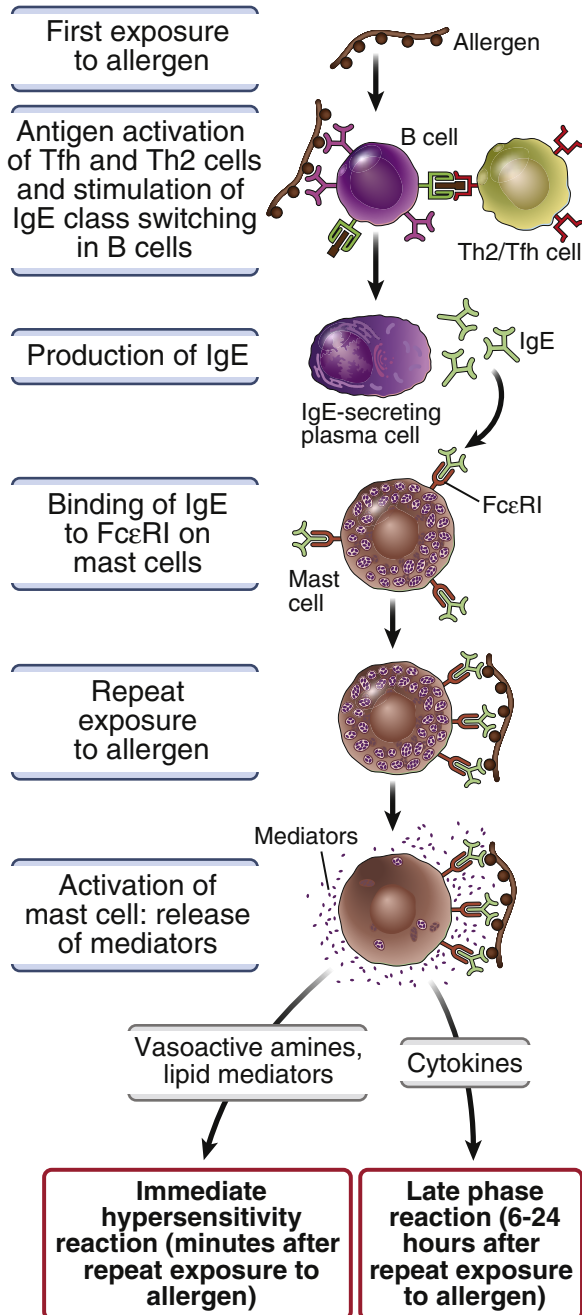 First exposure
to allergen
Allergen
Antigen activation
of Tfh and Th2 cells
and stimulation of
IgE class switching
in B cells
B cell
Th2/Tfh cell
Production of IgE
IgE
IgE-secreting
plasma cell
Binding of IgE
to FcεRI on
mast cells
FcεRI
Mast
cell
Repeat
exposure
to allergen
Mediators
Activation of
mast cell: release
of mediators
Vasoactive amines,
lipid mediators
Cytokines
Immediate
hypersensitivity
reaction (minutes after
repeat exposure to
allergen)
Late phase
reaction (6-24
hours after
repeat exposure
to allergen)